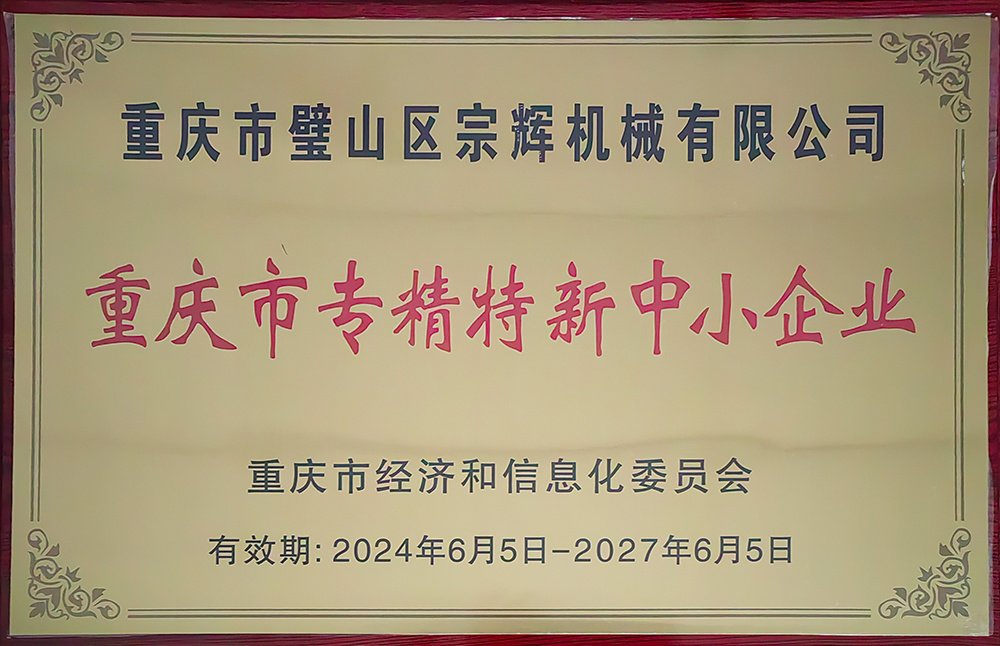 重庆市璧山区宗辉机械有限公司
重庆市专精特新中小企业
重庆市经济和信息化委员会
有效期: 2024年6月5日-2027年6月5日